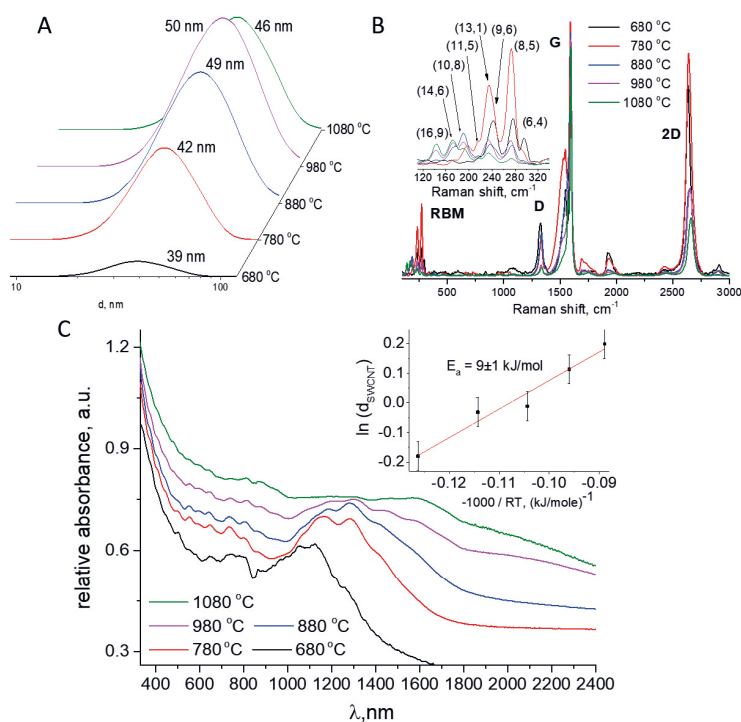 A
50 nm
46 nm
49 nm
42 nm
39 nm
1080 °C
980 °C
880 °C
780 °C
680 °C
10
100
d, nm
B
(13,1)
(9,6)
(11,5)
(8,5)
(10,8)
(14,6)
(16,9)
(6,4)
120 160 200 240 280 320
Raman shift, cm-1
G
680 °C
780 °C
880 °C
980 °C
1080 °C
2D
RBM
D
500 1000 1500 2000 2500 3000
Raman shift, cm-1
C
relative absorbance, a.u.
1.2
0.9
0.6
0.3
1080 °C
980 °C
880 °C
780 °C
680 °C
400 600 800 1000 1200 1400 1600 1800 2000 2200 2400
λ,nm
ln (dSWCNT)
0.2
0.1
0.0
-0.1
-0.2
Ea = 9±1 kJ/mol
-0.12 -0.11 -0.10 -0.09
-1000 / RT, (kJ/mole)-1